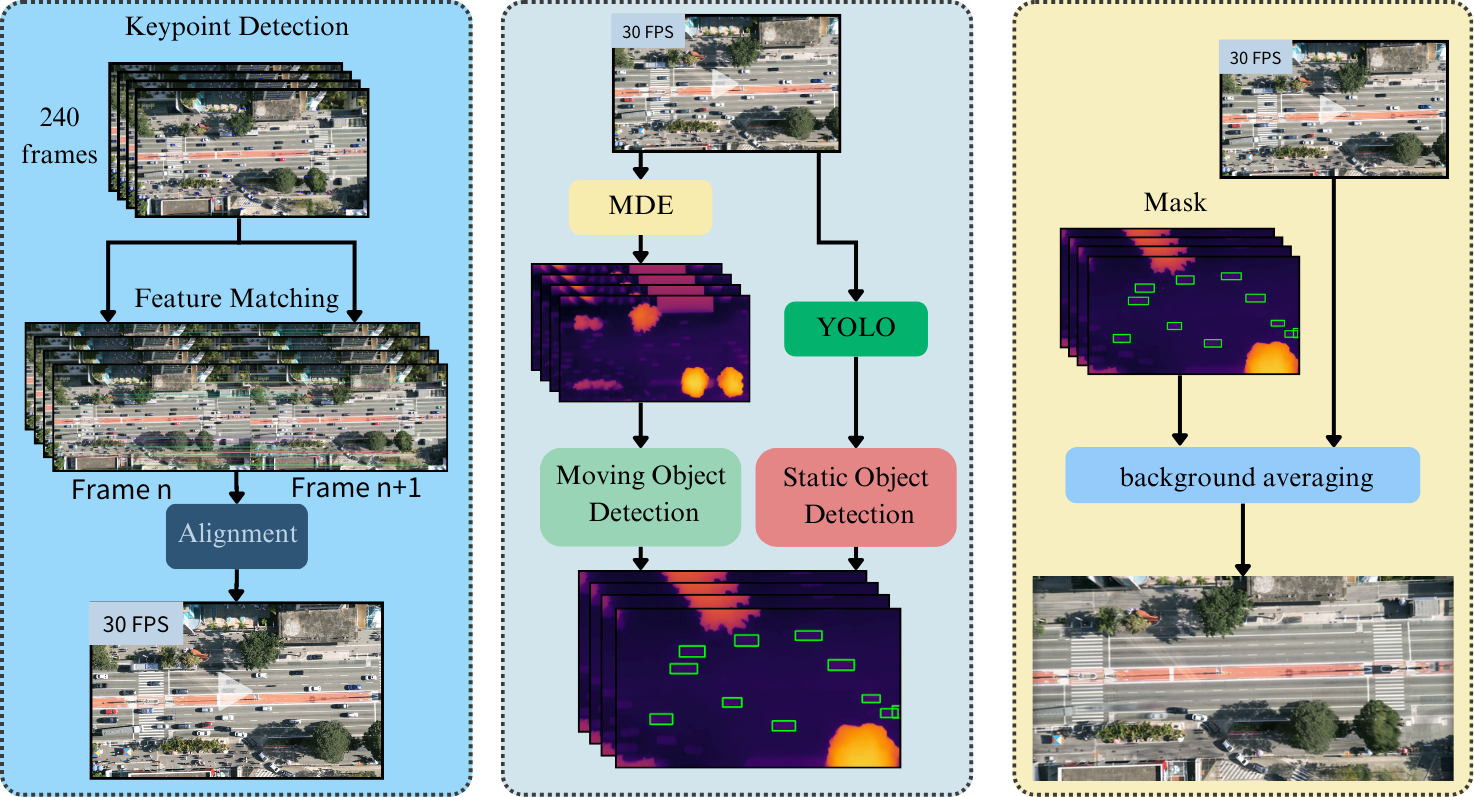 Keypoint Detection
240
frames
Feature Matching
Frame n
Frame n+1
Alignment
30 FPS
30 FPS
MDE
YOLO
Moving Object
Detection
Static Object
Detection
30 FPS
Mask
background averaging